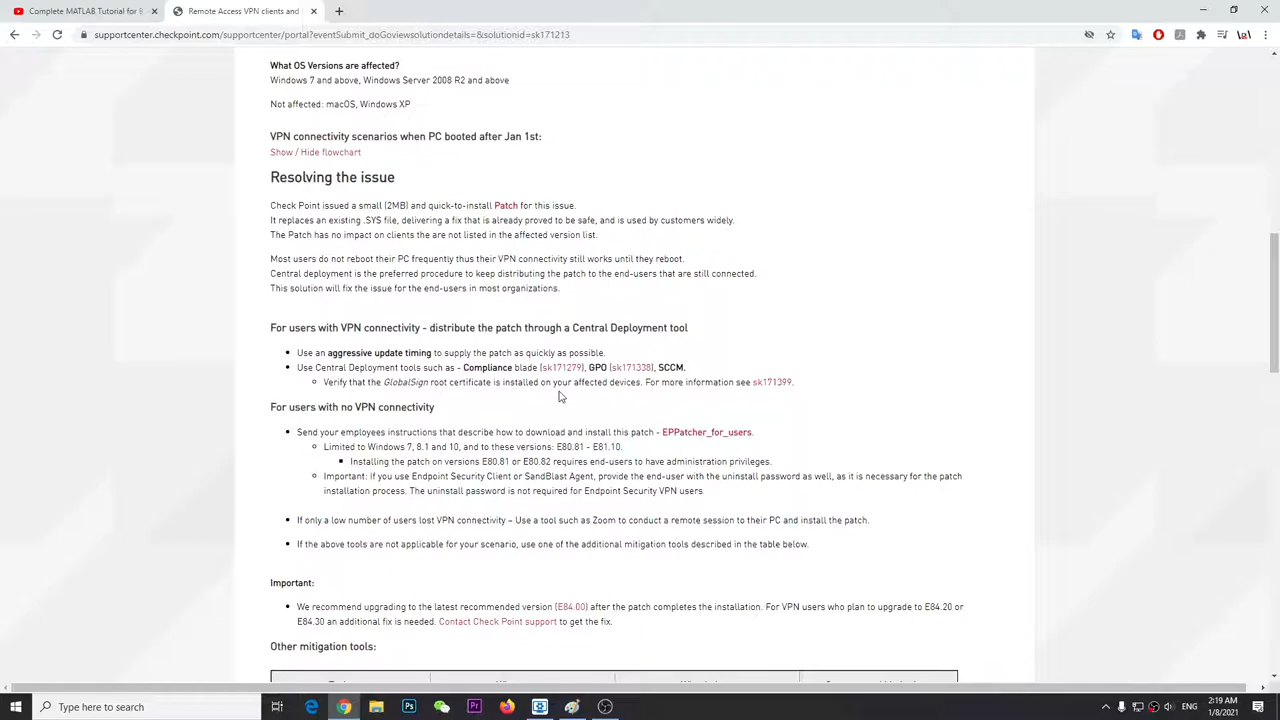 Complete MATLAB Tutorial for B
Remote Access VPN clients and
supportcenter.checkpoint.com/supportcenter/portal?eventSubmit_doGoviewsolutiondetails=&solutionid=sk171213
What OS Versions are affected?
Windows 7 and above, Windows Server 2008 R2 and above
Not affected: macOS, Windows XP
VPN connectivity scenarios when PC booted after Jan 1st:
Show / Hide flowchart
Resolving the issue
Check Point issued a small (2MB) and quick-to-install Patch for this issue.
It replaces an existing .SYS file, delivering a fix that is already proved to be safe, and is used by customers widely.
The Patch has no impact on clients the are not listed in the affected version list.
Most users do not reboot their PC frequently thus their VPN connectivity still works until they reboot.
Central deployment is the preferred procedure to keep distributing the patch to the end-users that are still connected.
This solution will fix the issue for the end-users in most organizations.
For users with VPN connectivity - distribute the patch through a Central Deployment tool
Use an aggressive update timing to supply the patch as quickly as possible.
Use Central Deployment tools such as - Compliance blade (sk171279), GPO (sk171338), SCCM.
Verify that the GlobalSign root certificate is installed on your affected devices. For more information see sk171399.
For users with no VPN connectivity
Send your employees instructions that describe how to download and install this patch - EPPatcher_for_users.
Limited to Windows 7, 8.1 and 10, and to these versions: E80.81 - E81.10.
Installing the patch on versions E80.81 or E80.82 requires end-users to have administration privileges.
Important: If you use Endpoint Security Client or SandBlast Agent, provide the end-user with the uninstall password as well, as it is necessary for the patch
installation process. The uninstall password is not required for Endpoint Security VPN users
If only a low number of users lost VPN connectivity – Use a tool such as Zoom to conduct a remote session to their PC and install the patch.
If the above tools are not applicable for your scenario, use one of the additional mitigation tools described in the table below.
Important:
We recommend upgrading to the latest recommended version (E84.00) after the patch completes the installation. For VPN users who plan to upgrade to E84.20 or
E84.30 an additional fix is needed. Contact Check Point support to get the fix.
Other mitigation tools:
Type here to search
2:19 AM
1/8/2021